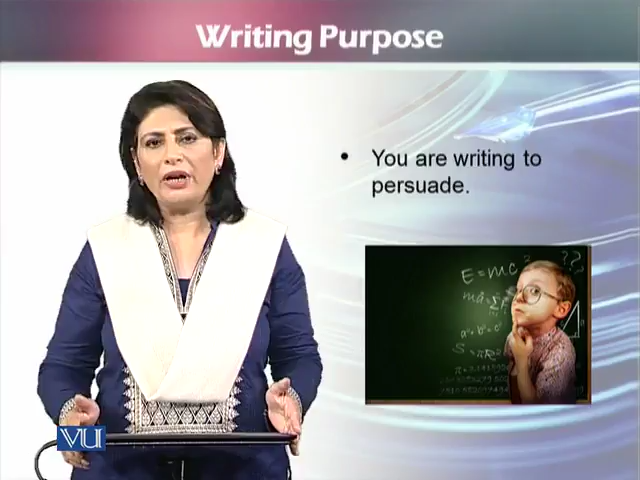 Writing Purpose
• You are writing to
persuade.
E=mc²
VU